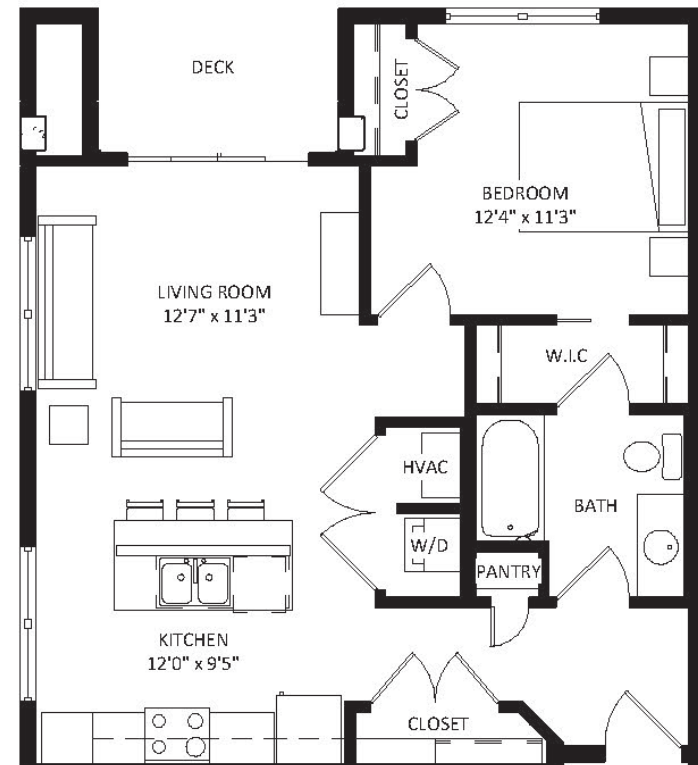 DECK
CLOSET
BEDROOM
12'4" x 11'3"
LIVING ROOM
12'7" x 11'3"
W.I.C
HVAC
BATH
W/D
PANTRY
KITCHEN
12'0" x 9'5"
CLOSET